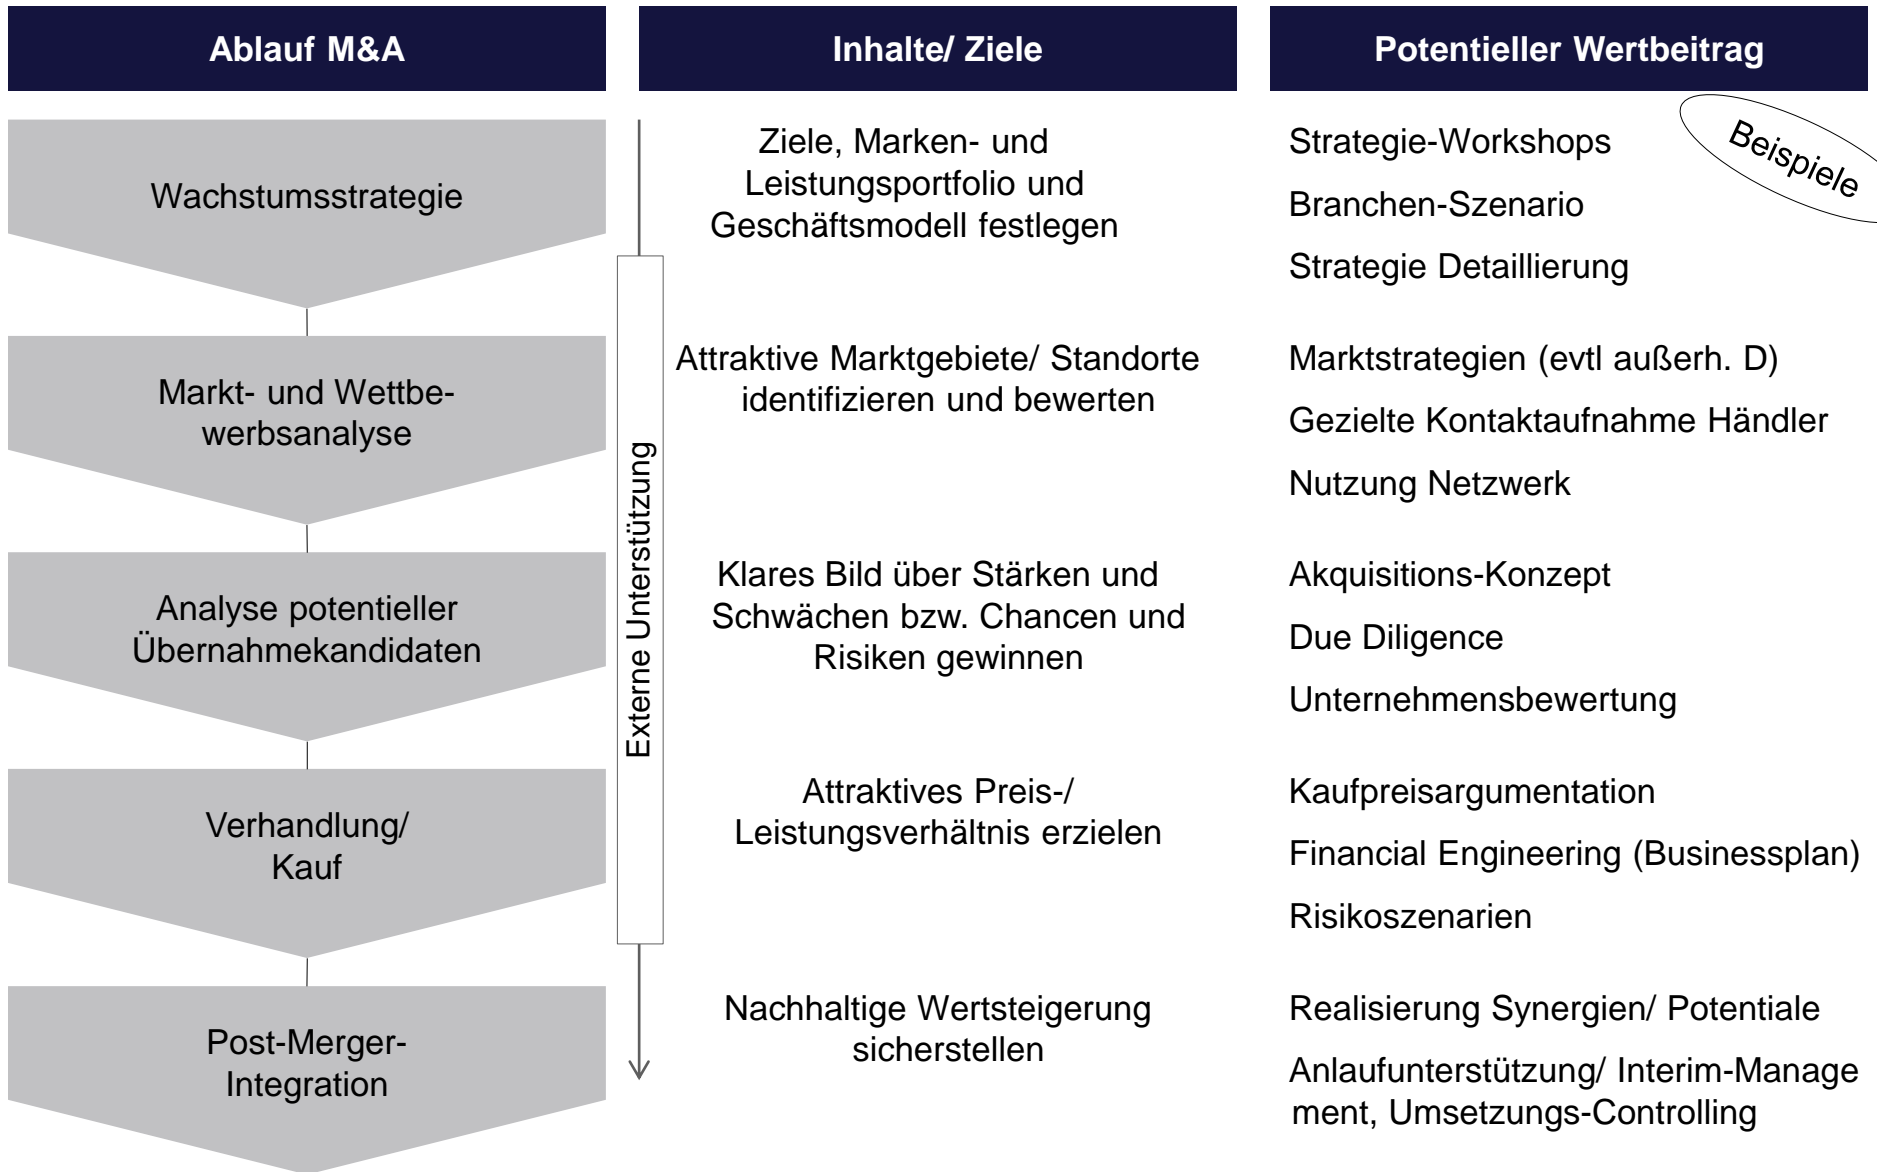 Ablauf M&A
Inhalte/ Ziele
Potentieller Wertbeitrag
Beispiele
Wachstumsstrategie
Ziele, Marken- und
Leistungsportfolio und
Geschäftsmodell festlegen
Strategie-Workshops
Branchen-Szenario
Strategie Detaillierung
Externe Unterstützung
Markt- und Wettbe-
werbsanalyse
Attraktive Marktgebiete/ Standorte
identifizieren und bewerten
Marktstrategien (evtl außerh. D)
Gezielte Kontaktaufnahme Händler
Nutzung Netzwerk
Analyse potentieller
Übernahmekandidaten
Klares Bild über Stärken und
Schwächen bzw. Chancen und
Risiken gewinnen
Akquisitions-Konzept
Due Diligence
Unternehmensbewertung
Verhandlung/
Kauf
Attraktives Preis-/
Leistungsverhältnis erzielen
Kaufpreisargumentation
Financial Engineering (Businessplan)
Risikoszenarien
Post-Merger-
Integration
Nachhaltige Wertsteigerung
sicherstellen
Realisierung Synergien/ Potentiale
Anlaufunterstützung/ Interim-Manage
ment, Umsetzungs-Controlling